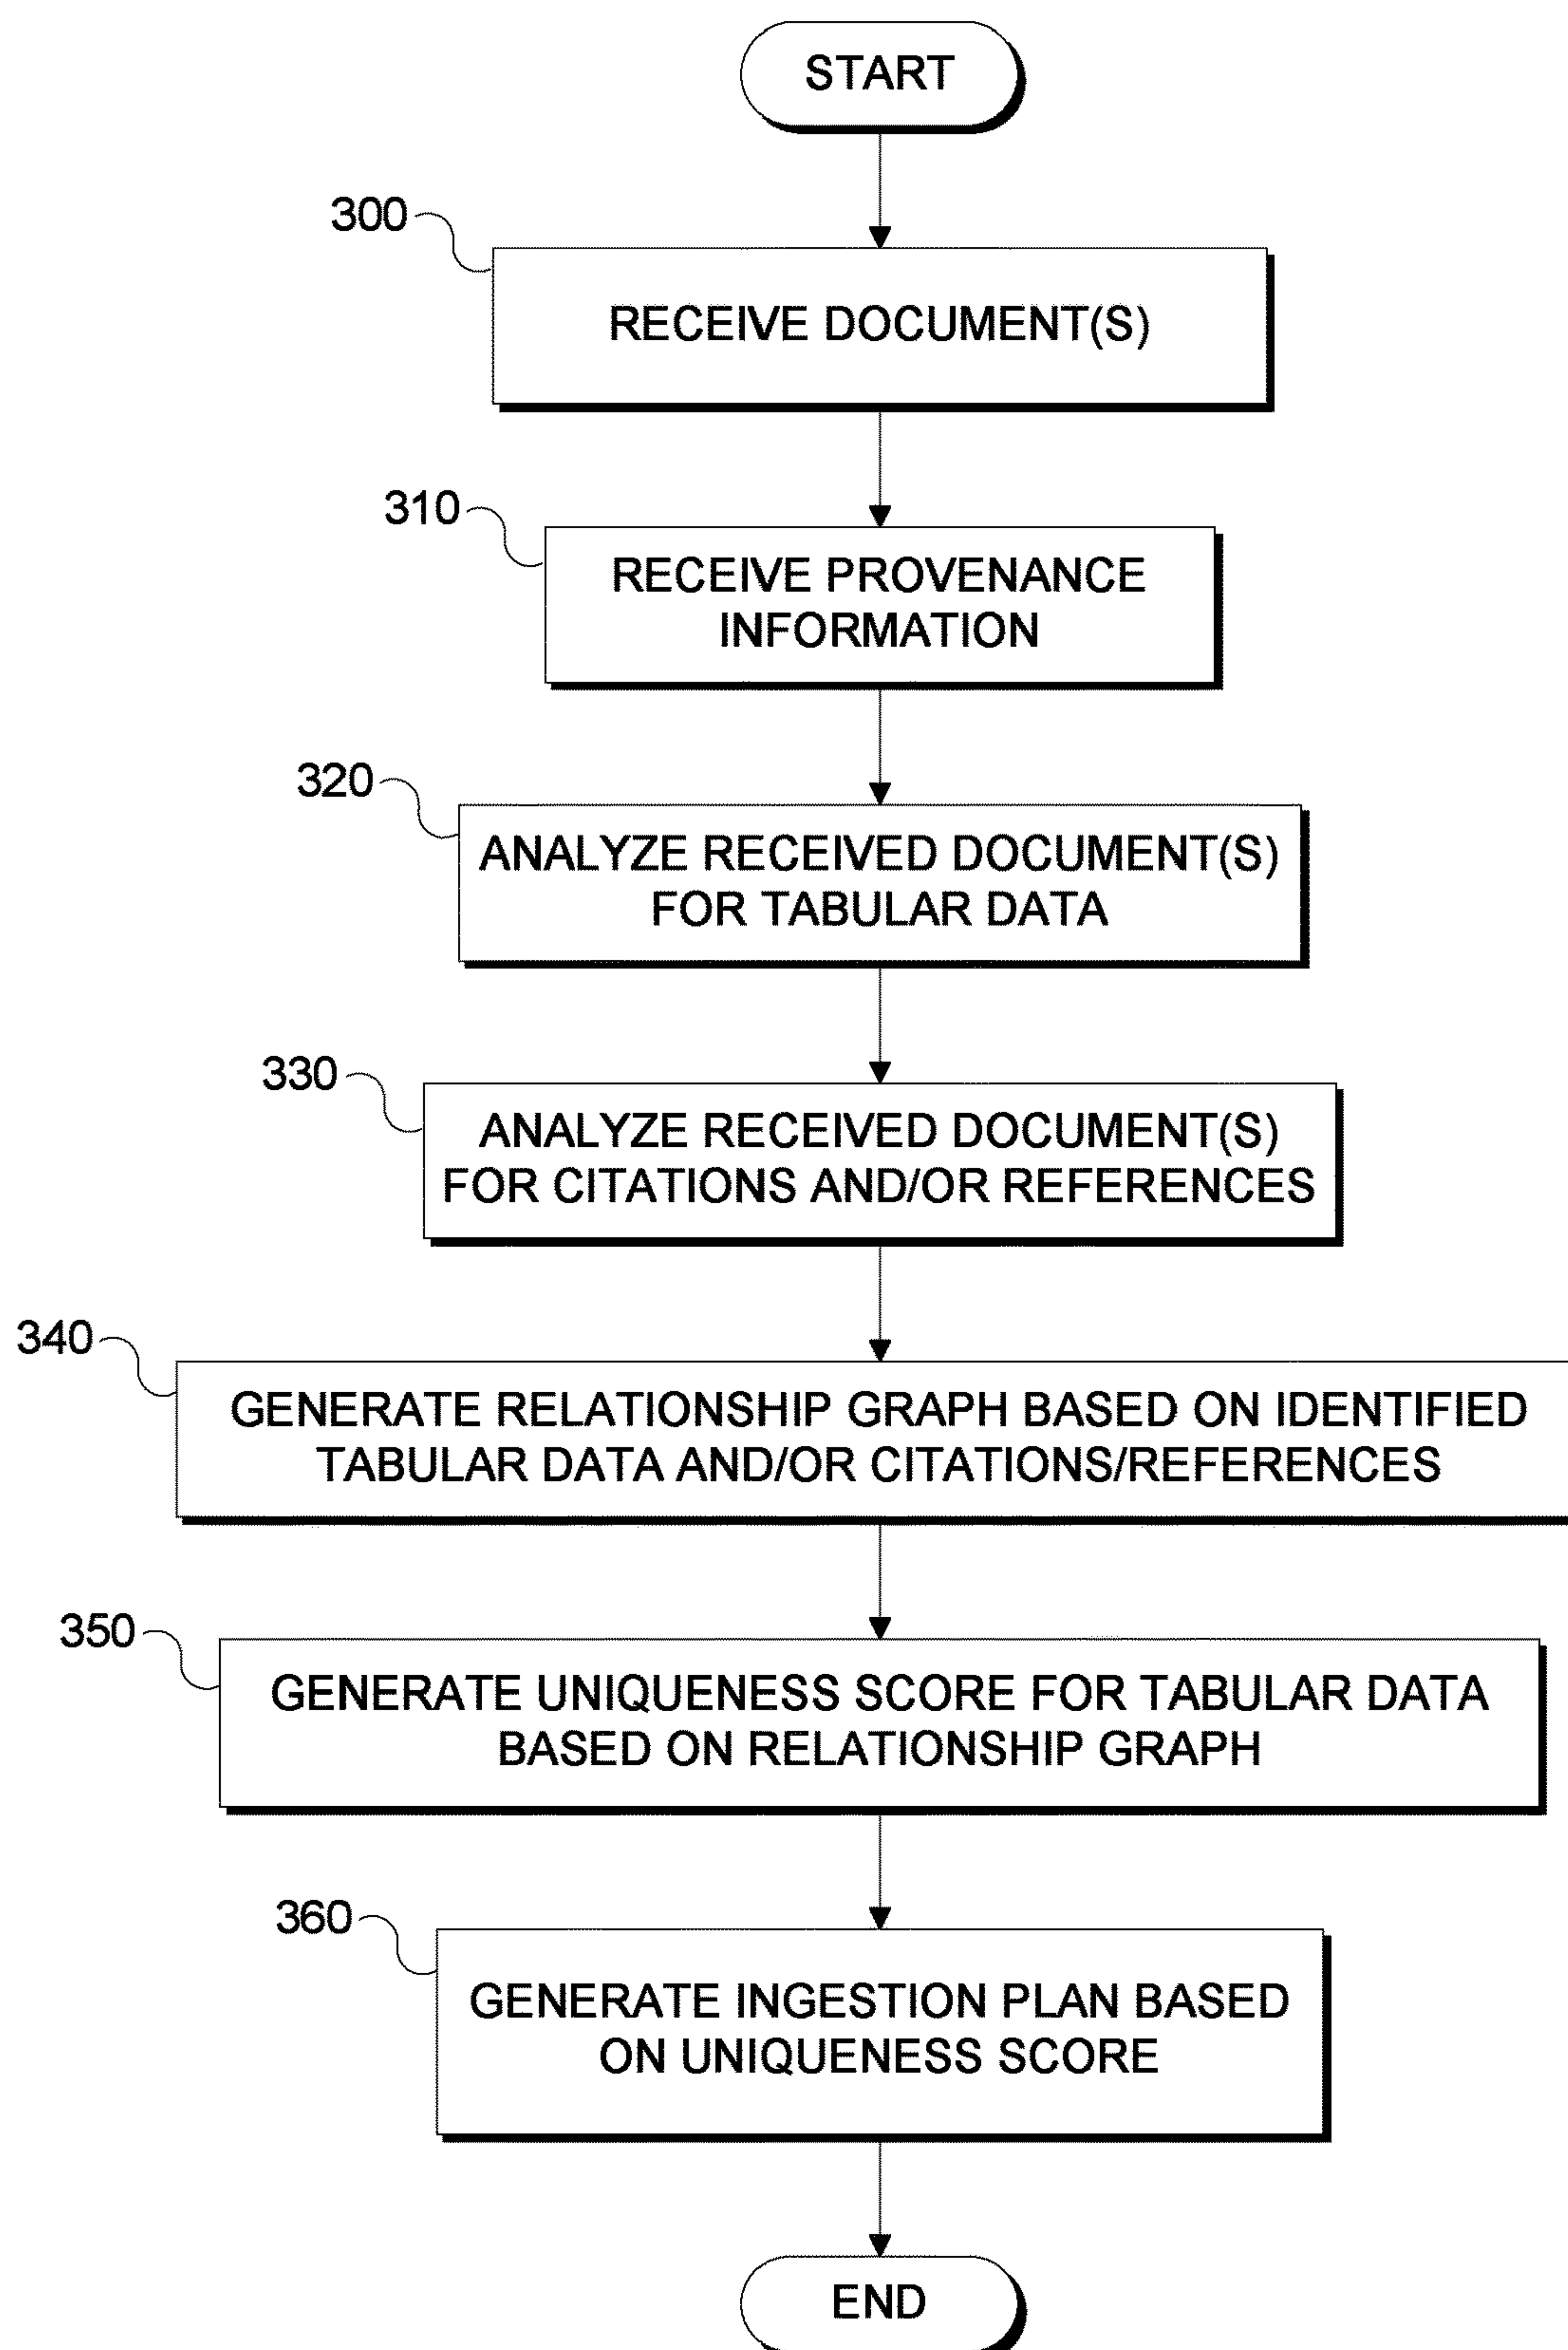 START
300
RECEIVE DOCUMENT(S)
310
RECEIVE PROVENANCE
INFORMATION
320
ANALYZE RECEIVED DOCUMENT(S)
FOR TABULAR DATA
330
ANALYZE RECEIVED DOCUMENT(S)
FOR CITATIONS AND/OR REFERENCES
340
GENERATE RELATIONSHIP GRAPH BASED ON IDENTIFIED
TABULAR DATA AND/OR CITATIONS/REFERENCES
350
GENERATE UNIQUENESS SCORE FOR TABULAR DATA
BASED ON RELATIONSHIP GRAPH
360
GENERATE INGESTION PLAN BASED
ON UNIQUENESS SCORE
END